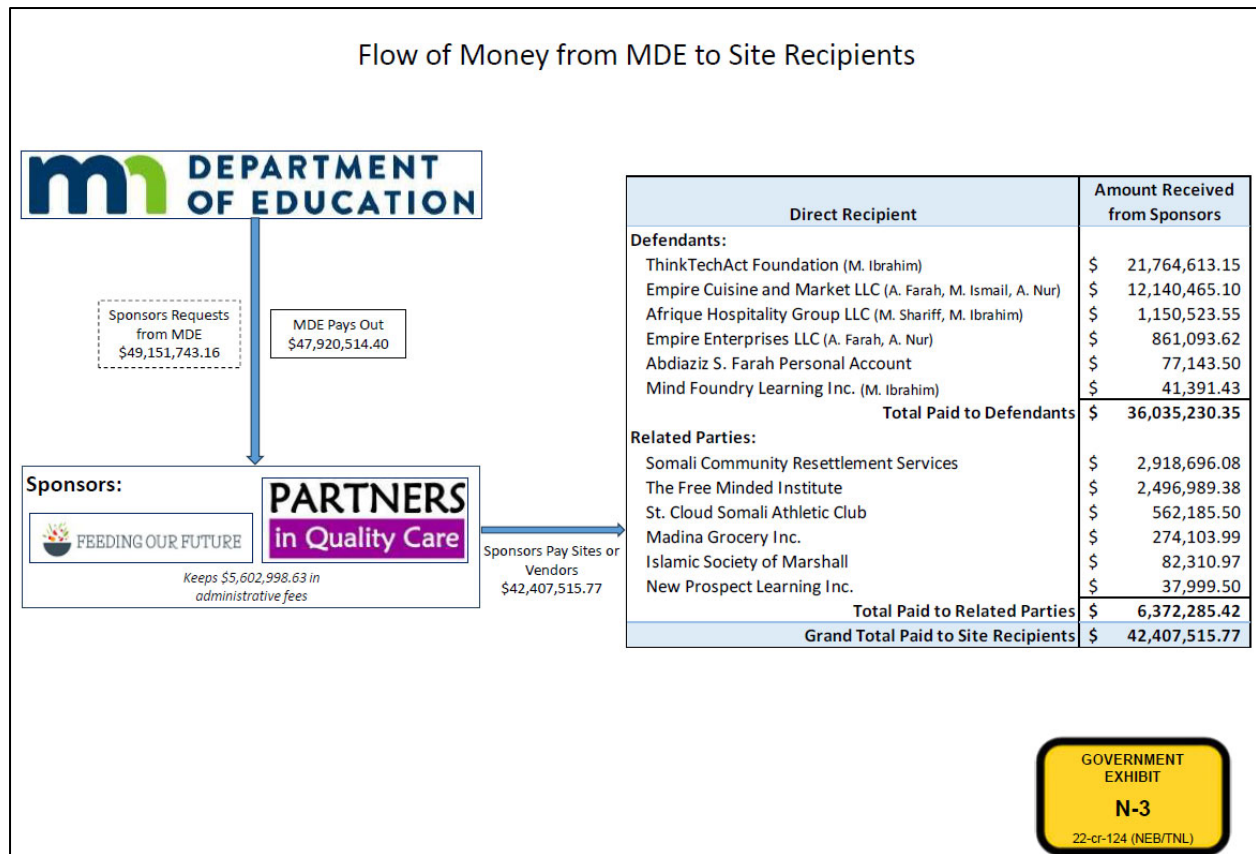 Flow of Money from MDE to Site Recipients
mn DEPARTMENT
OF EDUCATION
Sponsors Requests
from MDE
$49,151,743.16
MDE Pays Out
$47,920,514.40
Sponsors:
FEEDING OUR FUTURE
PARTNERS
in Quality Care
Keeps $5,602,998.63 in
administrative fees
Sponsors Pay Sites or
Vendors
$42,407,515.77
Direct Recipient Amount Received
from Sponsors
Defendants:
ThinkTechAct Foundation (M. Ibrahim) $ 21,764,613.15
Empire Cuisine and Market LLC (A. Farah, M. Ismail, A. Nur) $ 12,140,465.10
Afrique Hospitality Group LLC (M. Shariff, M. Ibrahim) $ 1,150,523.55
Empire Enterprises LLC (A. Farah, A. Nur) $ 861,093.62
Abdiaziz S. Farah Personal Account $ 77,143.50
Mind Foundry Learning Inc. (M. Ibrahim) $ 41,391.43
Total Paid to Defendants $ 36,035,230.35
Related Parties:
Somali Community Resettlement Services $ 2,918,696.08
The Free Minded Institute $ 2,496,989.38
St. Cloud Somali Athletic Club $ 562,185.50
Madina Grocery Inc. $ 274,103.99
Islamic Society of Marshall $ 82,310.97
New Prospect Learning Inc. $ 37,999.50
Total Paid to Related Parties $ 6,372,285.42
Grand Total Paid to Site Recipients $ 42,407,515.77
GOVERNMENT
EXHIBIT
N-3
22-cr-124 (NEB/TNL)